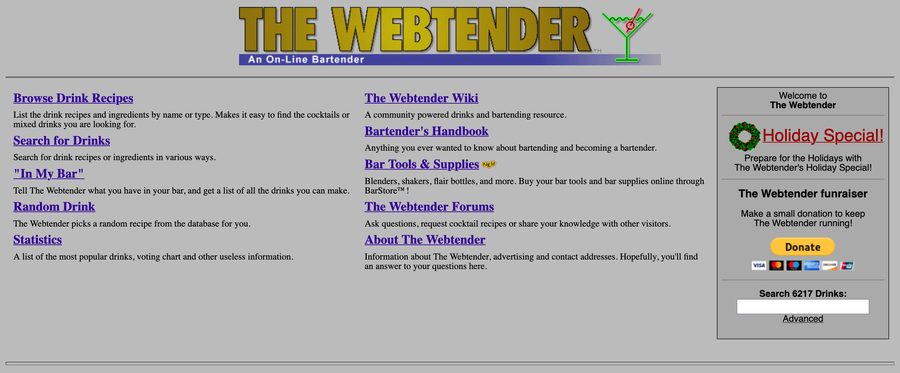 THE WEBTENDER™
An On-Line Bartender
Browse Drink Recipes
List the drink recipes and ingredients by name or type. Makes it easy to find the cocktails or
mixed drinks you are looking for.
Search for Drinks
Search for drink recipes or ingredients in various ways.
"In My Bar"
Tell The Webtender what you have in your bar, and get a list of all the drinks you can make.
Random Drink
The Webtender picks a random recipe from the database for you.
Statistics
A list of the most popular drinks, voting chart and other useless information.
The Webtender Wiki
A community powered drinks and bartending resource.
Bartender's Handbook
Anything you ever wanted to know about bartending and becoming a bartender.
Bar Tools & Supplies NEW
Blenders, shakers, flair bottles, and more. Buy your bar tools and bar supplies online through
BarStore™ !
The Webtender Forums
Ask questions, request cocktail recipes or share your knowledge with other visitors.
About The Webtender
Information about The Webtender, advertising and contact addresses. Hopefully, you'll find
an answer to your questions here.
Welcome to
The Webtender
Holiday Special!
Prepare for the Holidays with
The Webtender's Holiday Special!
The Webtender funraiser
Make a small donation to keep
The Webtender running!
Donate
VISA
Search 6217 Drinks:
Advanced